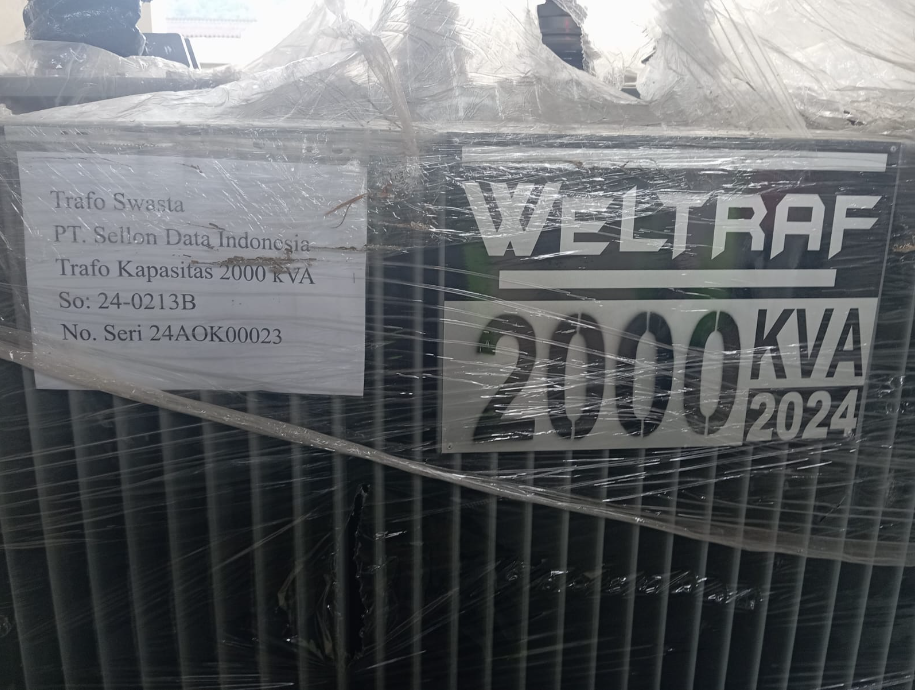 Trafo Swasta
PT. Sellon Data Indonesia
Trafo Kapasitas 2000 kVA
So: 24-0213B
No. Seri 24AOK00023
WELTRAF
2000 KVA
2024